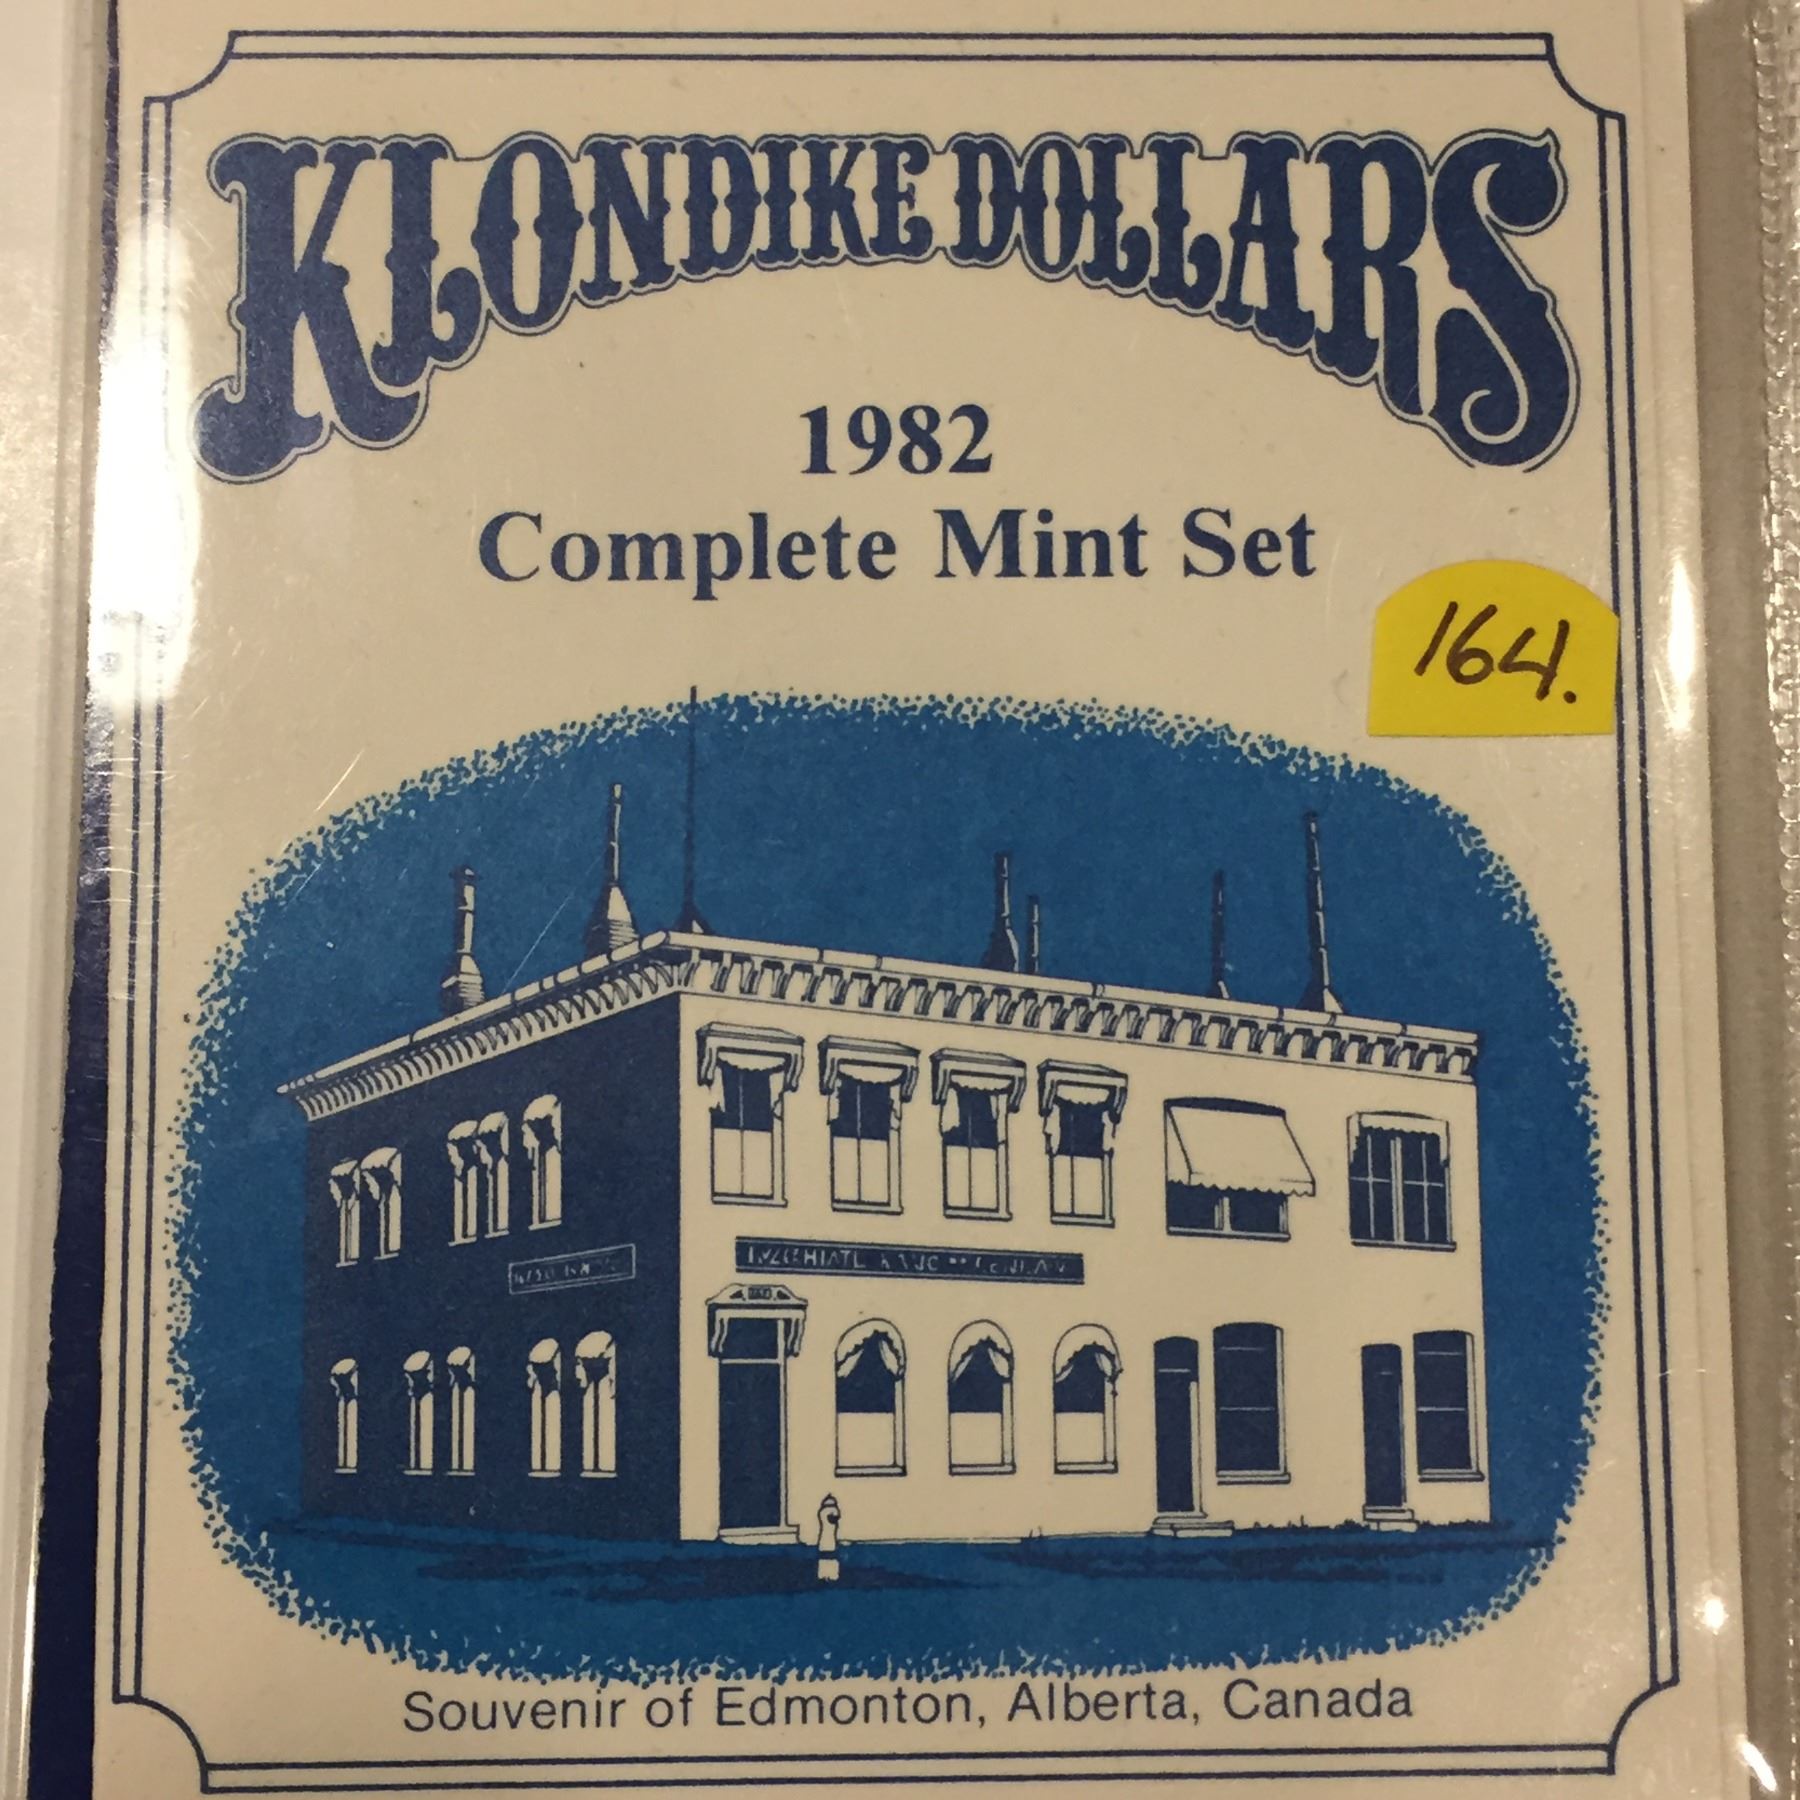 KLONDIKE DOLLARS
1982
Complete Mint Set
164.
Souvenir of Edmonton, Alberta, Canada